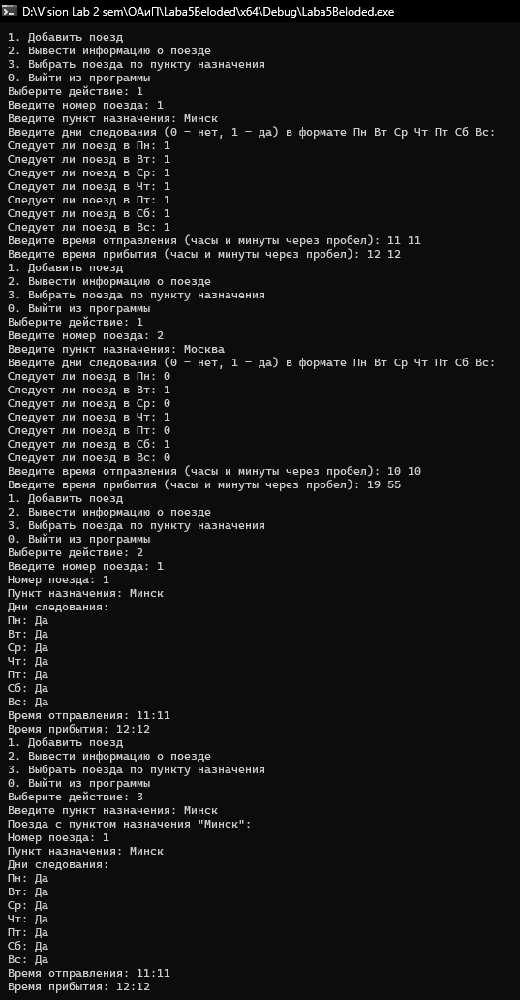 D:\Vision Lab 2 sem\ОАиП\Laba5Beloded\x64\Debug\Laba5Beloded.exe
1. Добавить поезд
2. Вывести информацию о поезде
3. Выбрать поезда по пункту назначения
0. Выйти из программы
Выберите действие: 1
Введите номер поезда: 1
Введите пункт назначения: Минск
Введите дни следования (0 - нет, 1 - да) в формате Пн Вт Ср Чт Пт Сб Вс:
Следует ли поезд в Пн: 1
Следует ли поезд в Вт: 1
Следует ли поезд в Ср: 1
Следует ли поезд в Чт: 1
Следует ли поезд в Пт: 1
Следует ли поезд в Сб: 1
Следует ли поезд в Вс: 1
Введите время отправления (часы и минуты через пробел): 11 11
Введите время прибытия (часы и минуты через пробел): 12 12
1. Добавить поезд
2. Вывести информацию о поезде
3. Выбрать поезда по пункту назначения
0. Выйти из программы
Выберите действие: 1
Введите номер поезда: 2
Введите пункт назначения: Москва
Введите дни следования (0 - нет, 1 - да) в формате Пн Вт Ср Чт Пт Сб Вс:
Следует ли поезд в Пн: 0
Следует ли поезд в Вт: 1
Следует ли поезд в Ср: 0
Следует ли поезд в Чт: 1
Следует ли поезд в Пт: 0
Следует ли поезд в Сб: 1
Следует ли поезд в Вс: 0
Введите время отправления (часы и минуты через пробел): 10 10
Введите время прибытия (часы и минуты через пробел): 19 55
1. Добавить поезд
2. Вывести информацию о поезде
3. Выбрать поезда по пункту назначения
0. Выйти из программы
Выберите действие: 2
Введите номер поезда: 1
Номер поезда: 1
Пункт назначения: Минск
Дни следования:
Пн: Да
Вт: Да
Ср: Да
Чт: Да
Пт: Да
Сб: Да
Вс: Да
Время отправления: 11:11
Время прибытия: 12:12
1. Добавить поезд
2. Вывести информацию о поезде
3. Выбрать поезда по пункту назначения
0. Выйти из программы
Выберите действие: 3
Введите пункт назначения: Минск
Поезда с пунктом назначения "Минск":
Номер поезда: 1
Пункт назначения: Минск
Дни следования:
Пн: Да
Вт: Да
Ср: Да
Чт: Да
Пт: Да
Сб: Да
Вс: Да
Время отправления: 11:11
Время прибытия: 12:12